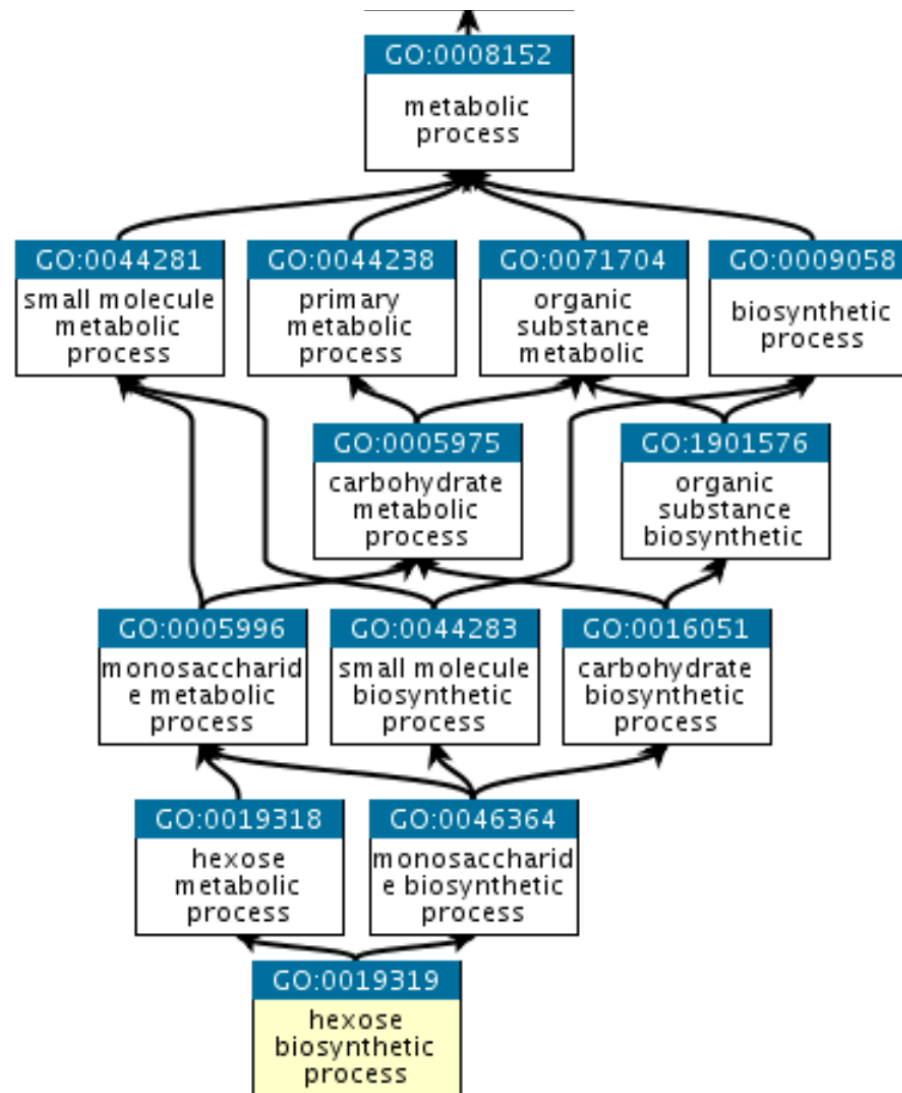 GO:0008152
metabolic
process
GO:0044281
small molecule
metabolic
process
GO:0044238
primary
metabolic
process
GO:0071704
organic
substance
metabolic
GO:0009058
biosynthetic
process
GO:0005975
carbohydrate
metabolic
process
GO:1901576
organic
substance
biosynthetic
GO:0005996
monosaccharid
e metabolic
process
GO:0044283
small molecule
biosynthetic
process
GO:0016051
carbohydrate
biosynthetic
process
GO:0019318
hexose
metabolic
process
GO:0046364
monosaccharid
e biosynthetic
process
GO:0019319
hexose
biosynthetic
process